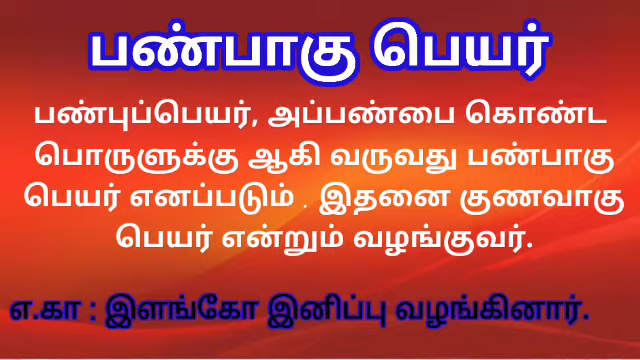 பண்பாகு பெயர்
பண்புப்பெயர், அப்பண்பை கொண்ட
பொருளுக்கு ஆகி வருவது பண்பாகு
பெயர் எனப்படும் . இதனை குணவாகு
பெயர் என்றும் வழங்குவர்.
எ.கா : இளங்கோ இனிப்பு வழங்கினார்.